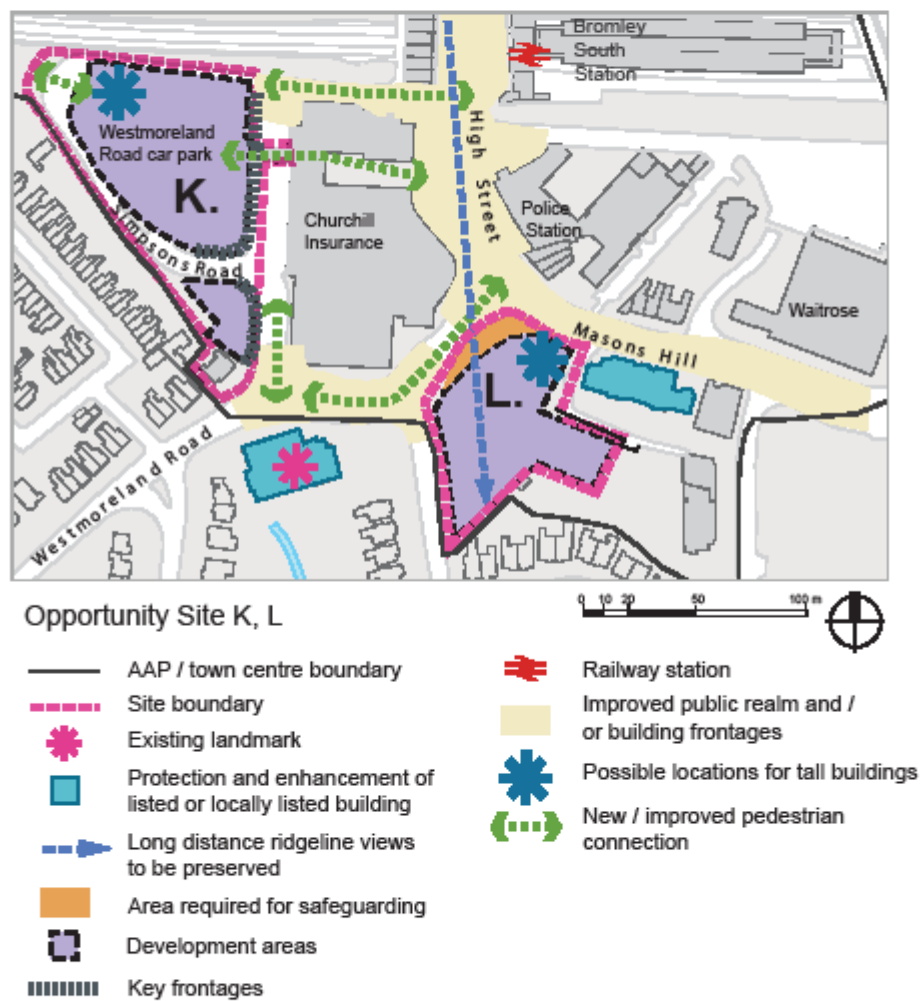 Bromley
South
Station
Westmoreland
Road car park
K.
High Street
Simpsons Road
Churchill
Insurance
Police
Station
Waitrose
Masons Hill
L.
Westmoreland Road
Opportunity Site K, L
0 10 20 50 100 m
AAP / town centre boundary
Site boundary
Existing landmark
Protection and enhancement of
listed or locally listed building
Long distance ridgeline views
to be preserved
Area required for safeguarding
Development areas
Key frontages
Railway station
Improved public realm and /
or building frontages
Possible locations for tall buildings
New / improved pedestrian
connection